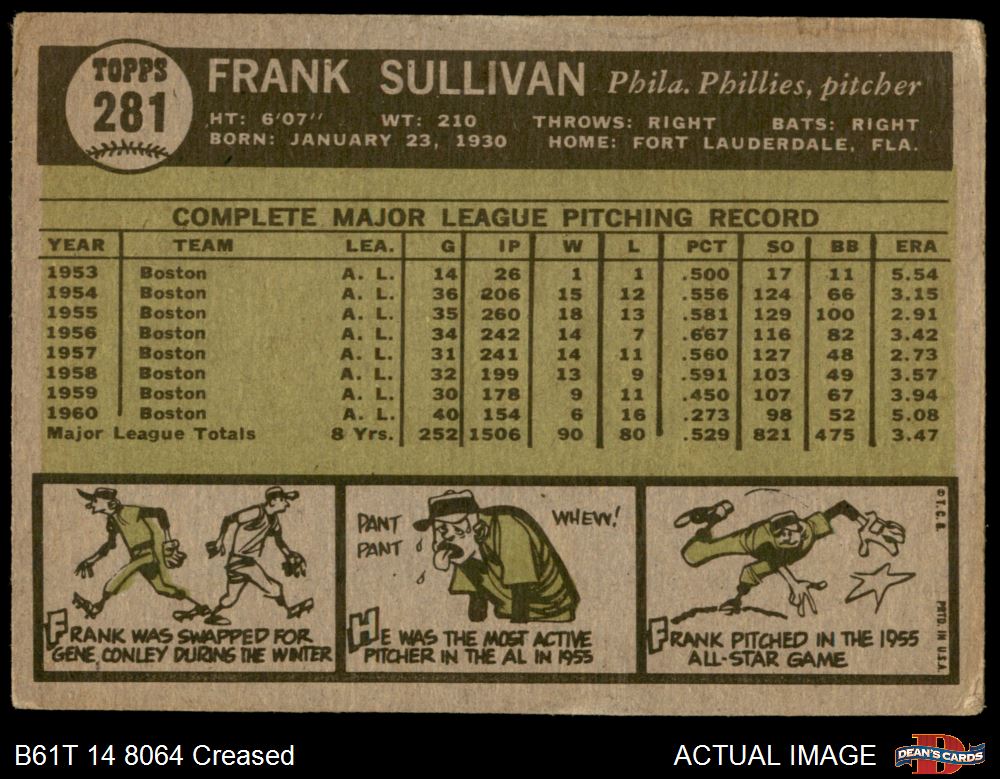 TOPPS
281
FRANK SULLIVAN Phila. Phillies, pitcher
HT: 6'07" WT: 210 THROWS: RIGHT BATS: RIGHT
BORN: JANUARY 23, 1930 HOME: FORT LAUDERDALE, FLA.
COMPLETE MAJOR LEAGUE PITCHING RECORD
YEAR TEAM LEA. G IP W L PCT SO BB ERA
1953 Boston A. L. 14 26 1 1 .500 17 11 5.54
1954 Boston A. L. 36 206 15 12 .556 124 66 3.15
1955 Boston A. L. 35 260 18 13 .581 129 100 2.91
1956 Boston A. L. 34 242 14 7 .667 116 82 3.42
1957 Boston A. L. 31 241 14 11 .560 127 48 2.73
1958 Boston A. L. 32 199 13 9 .591 103 49 3.57
1959 Boston A. L. 30 178 9 11 .450 107 67 3.94
1960 Boston A. L. 40 154 6 16 .273 98 52 5.08
Major League Totals 8 Yrs. 252 1506 90 80 .529 821 475 3.47
FRANK WAS SWAPPED FOR
GENE CONLEY DURING THE WINTER
PANT
PANT
WHEW!
HE WAS THE MOST ACTIVE
PITCHER IN THE AL IN 1955
FRANK PITCHED IN THE 1955
ALL-STAR GAME
© T. C. G.
PRTD. IN U.S.A.
B61T 14 8064 Creased
ACTUAL IMAGE
DEAN'S CARDS